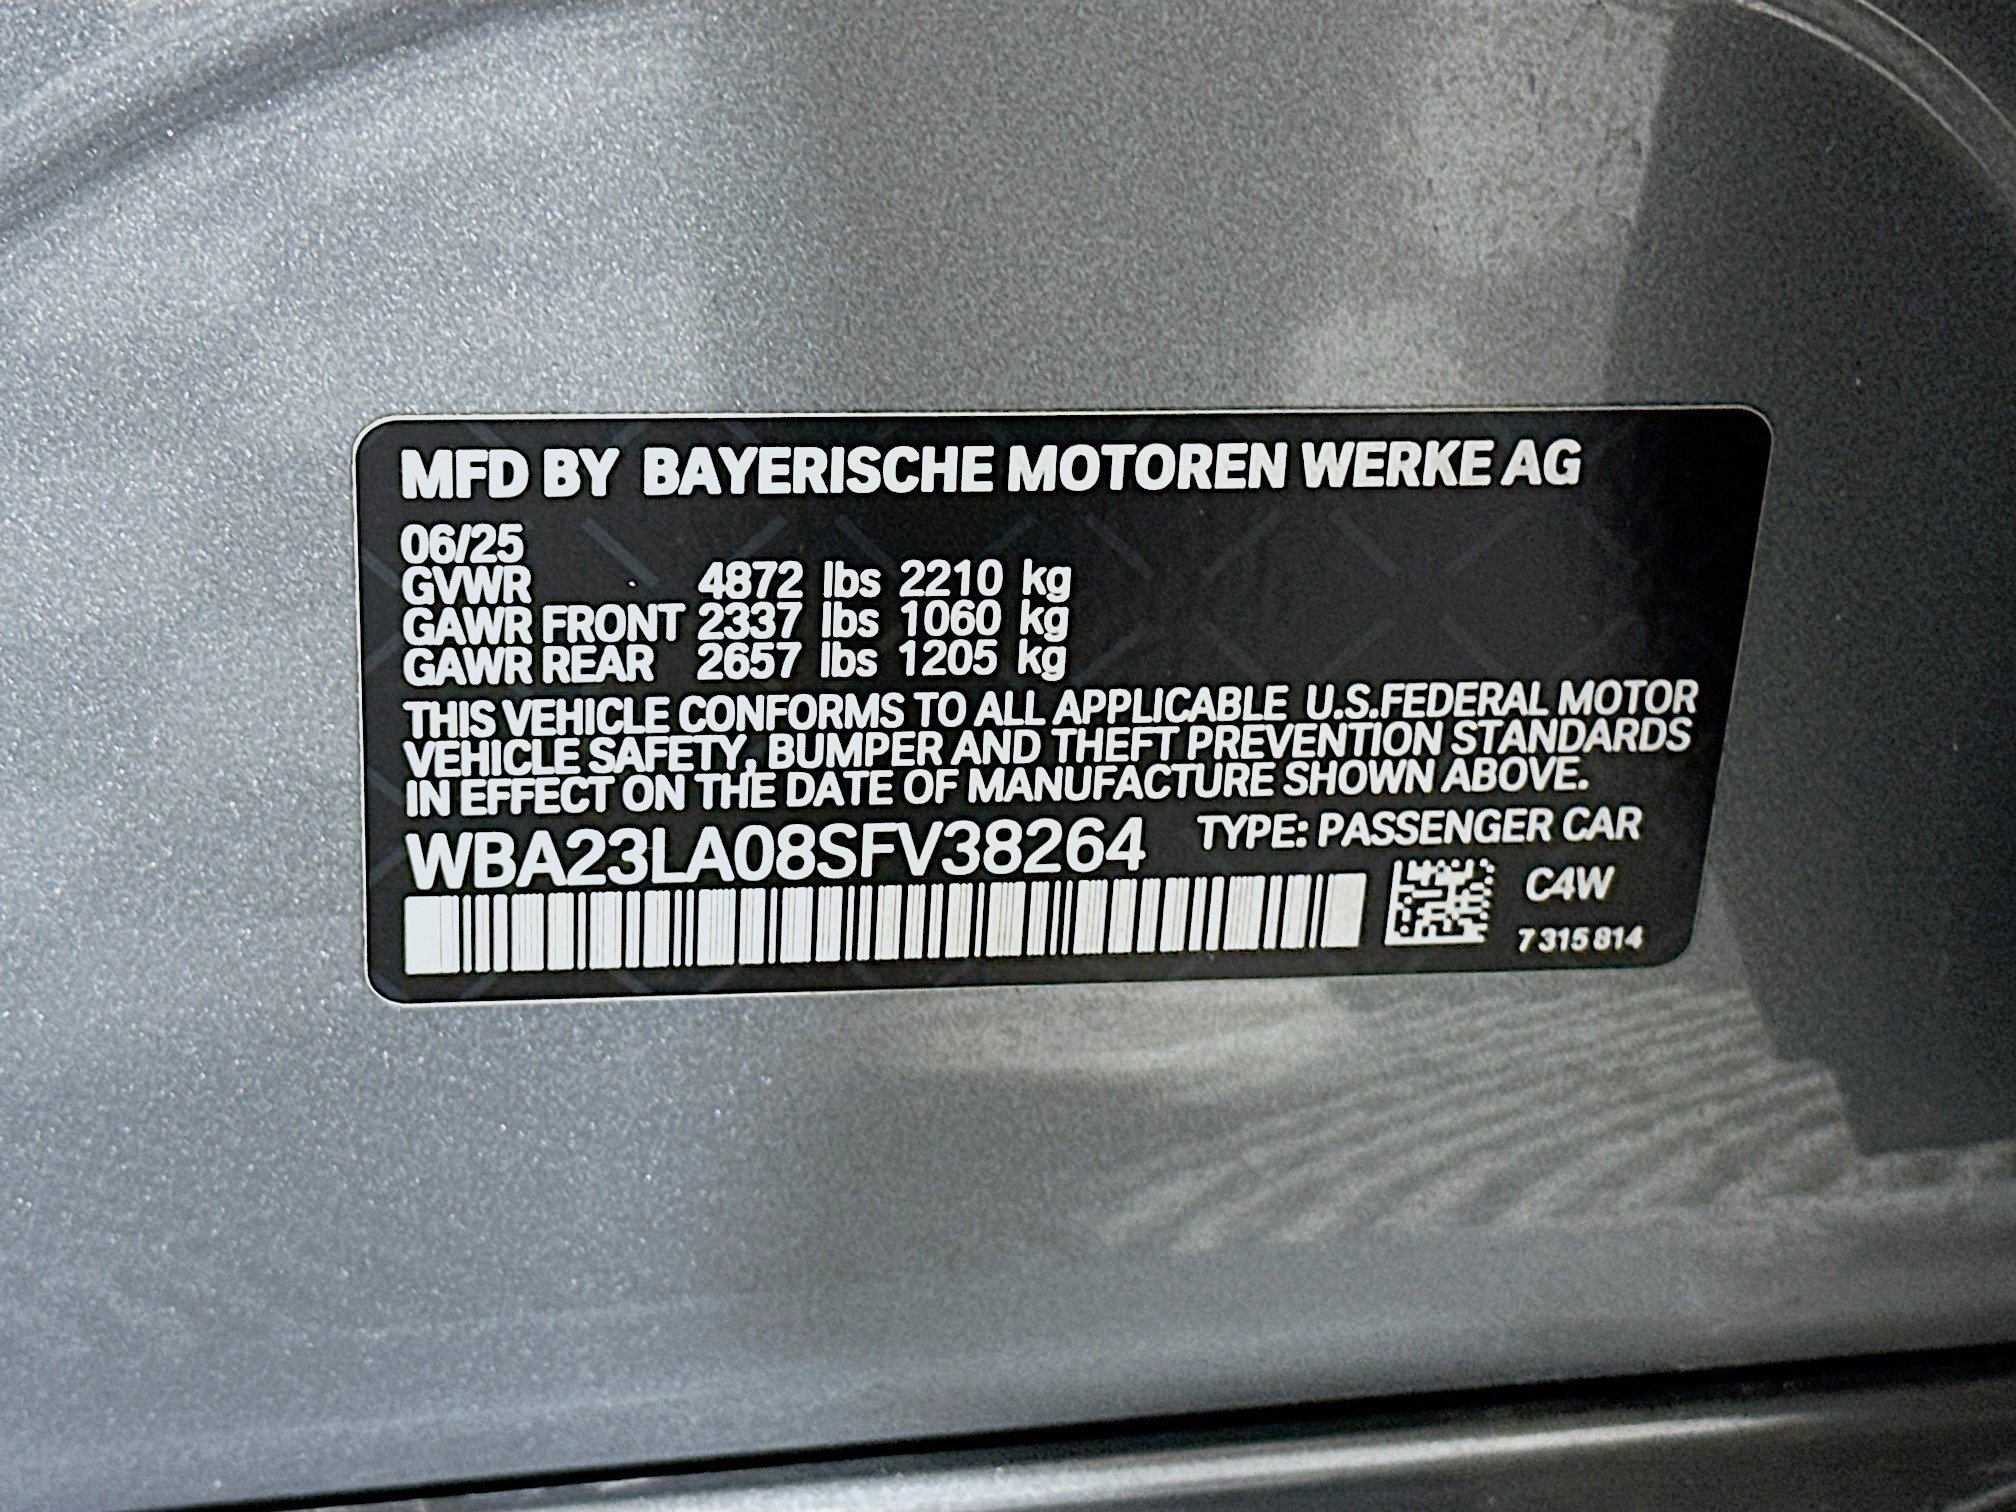 MFD BY BAYERISCHE MOTOREN WERKE AG
06/25
GVWR 4872 lbs 2210 kg
GAWR FRONT 2337 lbs 1060 kg
GAWR REAR 2657 lbs 1205 kg
THIS VEHICLE CONFORMS TO ALL APPLICABLE U.S.FEDERAL MOTOR
VEHICLE SAFETY, BUMPER AND THEFT PREVENTION STANDARDS
IN EFFECT ON THE DATE OF MANUFACTURE SHOWN ABOVE.
WBA23LA08SFV38264 TYPE: PASSENGER CAR
C4W
7 315 814